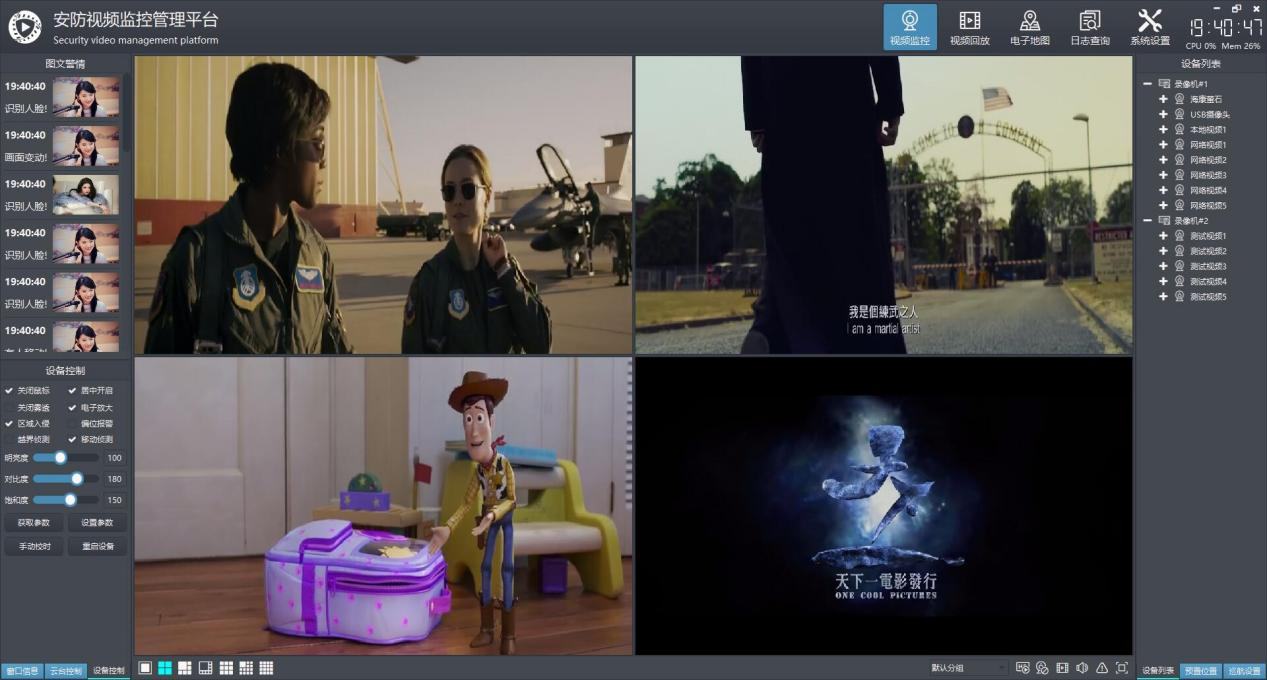 安防视频监控管理平台
Security video management platform
视频监控
视频回放
电子地图
日志查询
系统设置
19:40:47
CPU 0% Mem 26%
图文警情
19:40:40
识别人脸!
19:40:40
画面变动!
19:40:40
识别人脸!
19:40:40
识别人脸!
19:40:40
识别人脸!
19:40:40
设备控制
关闭鼠标
居中开启
关闭雾透
电子放大
区域入侵
偏位报警
越界侦测
移动侦测
明亮度 100
对比度 180
饱和度 150
获取参数
设置参数
手动校时
重启设备
窗口信息
云台控制
设备控制
COME TO OUR COMPANY
RESTRICTED A
我是個練武之人
I am a martial artist
天下一電影發行
ONE COOL PICTURES
默认分组
设备列表
录像机#1
海康萤石
USB摄像头
本地视频1
网络视频1
网络视频2
网络视频3
网络视频4
网络视频5
录像机#2
测试视频1
测试视频2
测试视频3
测试视频4
测试视频5
设备列表
预置位置
巡航设置